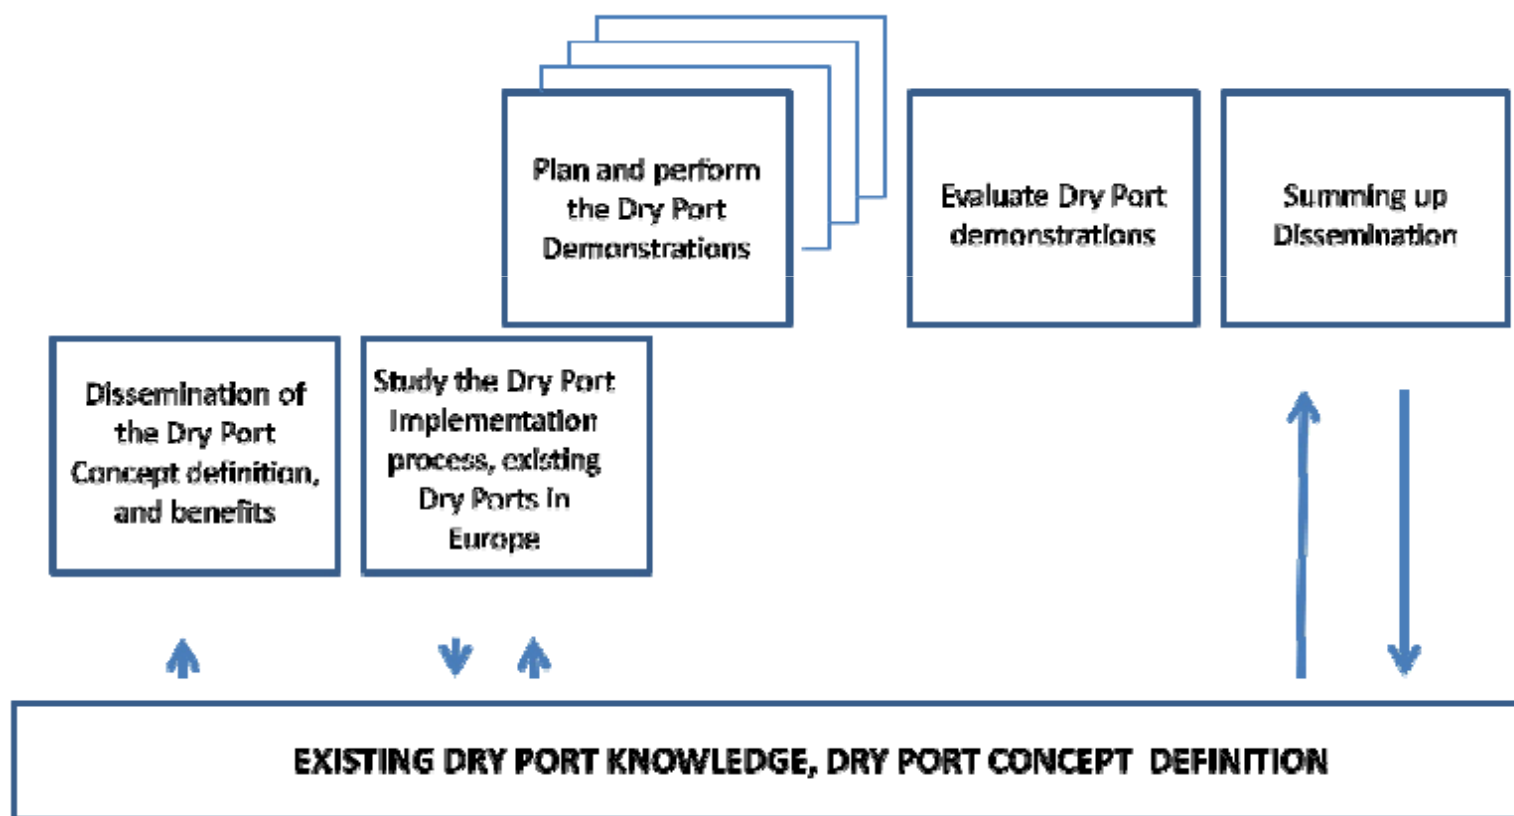 Plan and perform
the Dry Port
Demonstrations
Evaluate Dry Port
demonstrations
Summing up
Dissemination
Dissemination of
the Dry Port
Concept definition,
and benefits
Study the Dry Port
Implementation
process, existing
Dry Ports in
Europe
EXISTING DRY PORT KNOWLEDGE, DRY PORT CONCEPT DEFINITION